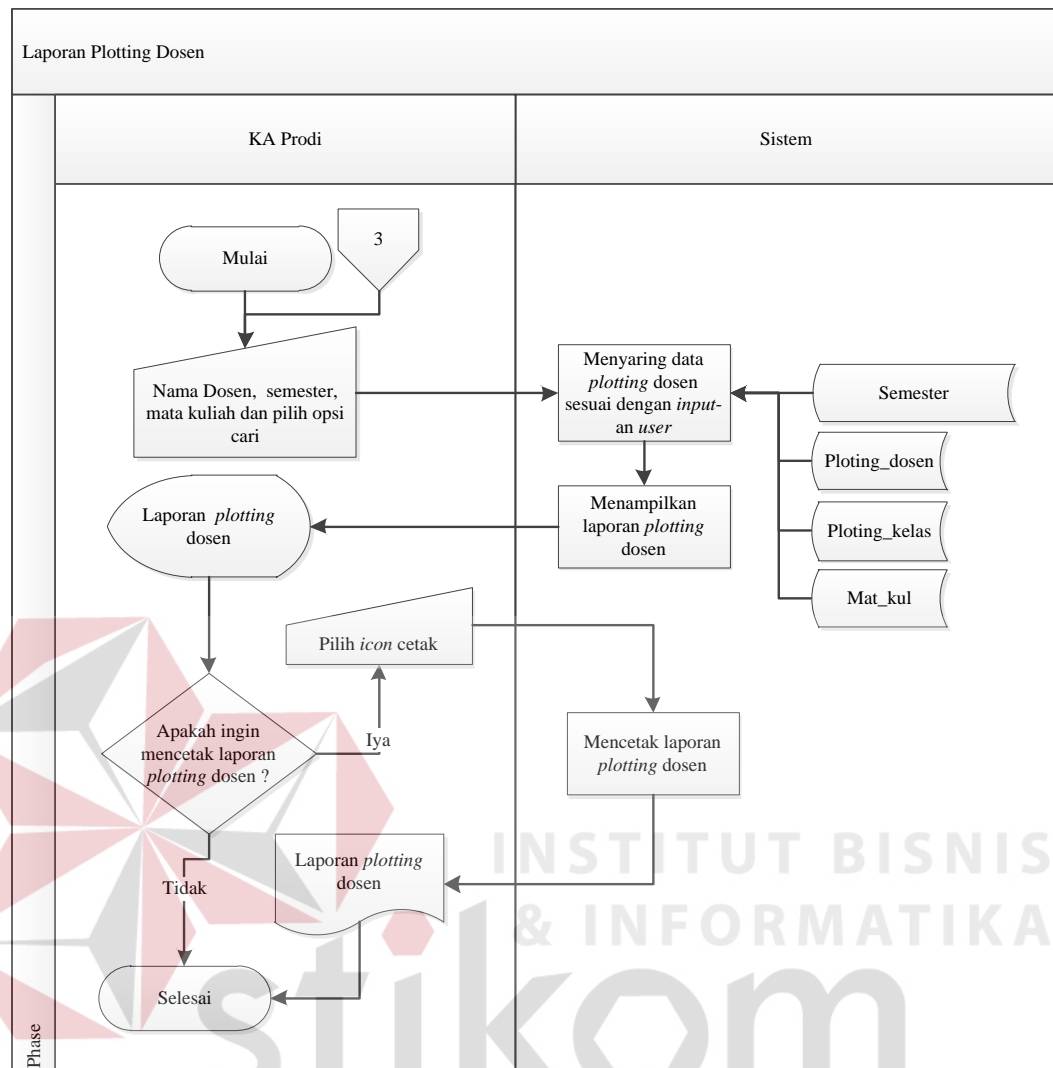 Laporan Plotting Dosen
KA Prodi
Sistem
Mulai
3
Nama Dosen, semester,
mata kuliah dan pilih opsi
cari
Menyaring data
plotting dosen
sesuai dengan input-
an user
Semester
Ploting_dosen
Ploting_kelas
Mat_kul
Menampilkan
laporan plotting
dosen
Laporan plotting
dosen
Pilih icon cetak
Apakah ingin
mencetak laporan
plotting dosen ?
Iya
Tidak
Mencetak laporan
plotting dosen
Laporan plotting
dosen
Selesai
Phase
INSTITUT BISNIS
& INFORMATIKA
stikom